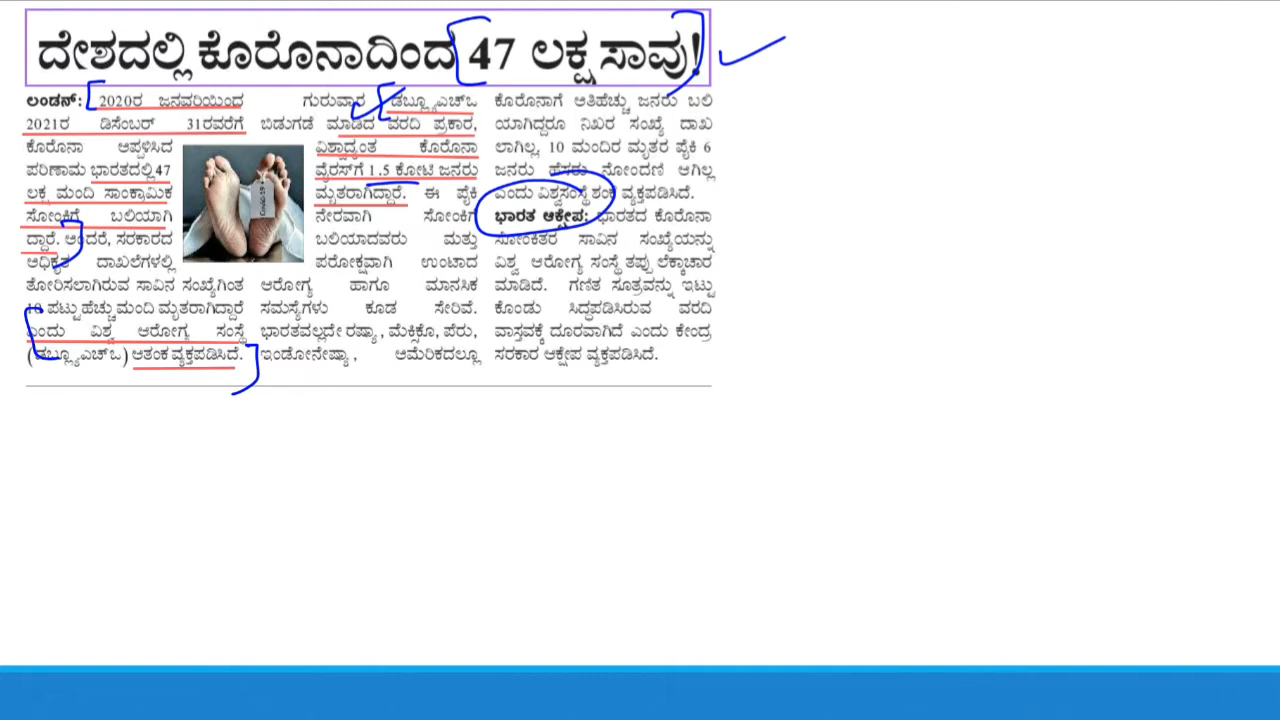 ದೇಶದಲ್ಲಿ ಕೊರೊನಾದಿಂದ 47 ಲಕ್ಷ ಸಾವು!
ಲಂಡನ್: 2020ರ ಜನವರಿಯಿಂದ
2021ರ ಡಿಸೆಂಬರ್ 31ರವರೆಗೆ
ಕೊರೊನಾ ಅಪ್ಪಳಿಸಿದ
ಪರಿಣಾಮ ಭಾರತದಲ್ಲಿ 47
ಲಕ್ಷ ಮಂದಿ ಸಾಂಕ್ರಾಮಿಕ
ಸೋಂಕಿಗೆ ಬಲಿಯಾಗಿ
ದ್ದಾರೆ. ಅಂದರೆ, ಸರಕಾರದ
ಅಧಿಕೃತ ದಾಖಲೆಗಳಲ್ಲಿ
ತೋರಿಸಲಾಗಿರುವ ಸಾವಿನ ಸಂಖ್ಯೆಗಿಂತ
10 ಪಟ್ಟು ಹೆಚ್ಚು ಮಂದಿ ಮೃತರಾಗಿದ್ದಾರೆ
ಎಂದು ವಿಶ್ವ ಆರೋಗ್ಯ ಸಂಸ್ಥೆ
(ಡಬ್ಲ್ಯೂಎಚ್ಒ) ಆತಂಕ ವ್ಯಕ್ತಪಡಿಸಿದೆ.
ಗುರುವಾರ ಡಬ್ಲ್ಯೂಎಚ್ಒ
ಬಿಡುಗಡೆ ಮಾಡಿದ ವರದಿ ಪ್ರಕಾರ,
ವಿಶ್ವಾದ್ಯಂತ ಕೊರೊನಾ
ವೈರಸ್‌ಗೆ 1.5 ಕೋಟಿ ಜನರು
ಮೃತರಾಗಿದ್ದಾರೆ. ಈ ಪೈಕಿ
ನೇರವಾಗಿ ಸೋಂಕಿಗೆ
ಬಲಿಯಾದವರು ಮತ್ತು
ಪರೋಕ್ಷವಾಗಿ ಉಂಟಾದ
ಆರೋಗ್ಯ ಹಾಗೂ ಮಾನಸಿಕ
ಸಮಸ್ಯೆಗಳು ಕೂಡ ಸೇರಿವೆ.
ಭಾರತವಲ್ಲದೇ ರಷ್ಯಾ, ಮೆಕ್ಸಿಕೊ, ಪೆರು,
ಇಂಡೋನೇಷ್ಯಾ, ಅಮೆರಿಕದಲ್ಲೂ
ಕೊರೊನಾಗೆ ಅತಿಹೆಚ್ಚು ಜನರು ಬಲಿ
ಯಾಗಿದ್ದರೂ ನಿಖರ ಸಂಖ್ಯೆ ದಾಖ
ಲಾಗಿಲ್ಲ. 10 ಮಂದಿರ ಮೃತರ ಪೈಕಿ 6
ಜನರು ಹೆಸರು ನೋಂದಣಿ ಆಗಿಲ್ಲ
ಎಂದು ವಿಶ್ವಸಂಸ್ಥೆ ಶಂಕೆ ವ್ಯಕ್ತಪಡಿಸಿದೆ.
ಭಾರತ ಆಕ್ಷೇಪ: ಭಾರತದ ಕೊರೊನಾ
ಸೋಂಕಿತರ ಸಾವಿನ ಸಂಖ್ಯೆಯನ್ನು
ವಿಶ್ವ ಆರೋಗ್ಯ ಸಂಸ್ಥೆ ತಪ್ಪು ಲೆಕ್ಕಾಚಾರ
ಮಾಡಿದೆ. ಗಣಿತ ಸೂತ್ರವನ್ನು ಇಟ್ಟು
ಕೊಂಡು ಸಿದ್ಧಪಡಿಸಿರುವ ವರದಿ
ವಾಸ್ತವಕ್ಕೆ ದೂರವಾಗಿದೆ ಎಂದು ಕೇಂದ್ರ
ಸರಕಾರ ಆಕ್ಷೇಪ ವ್ಯಕ್ತಪಡಿಸಿದೆ.